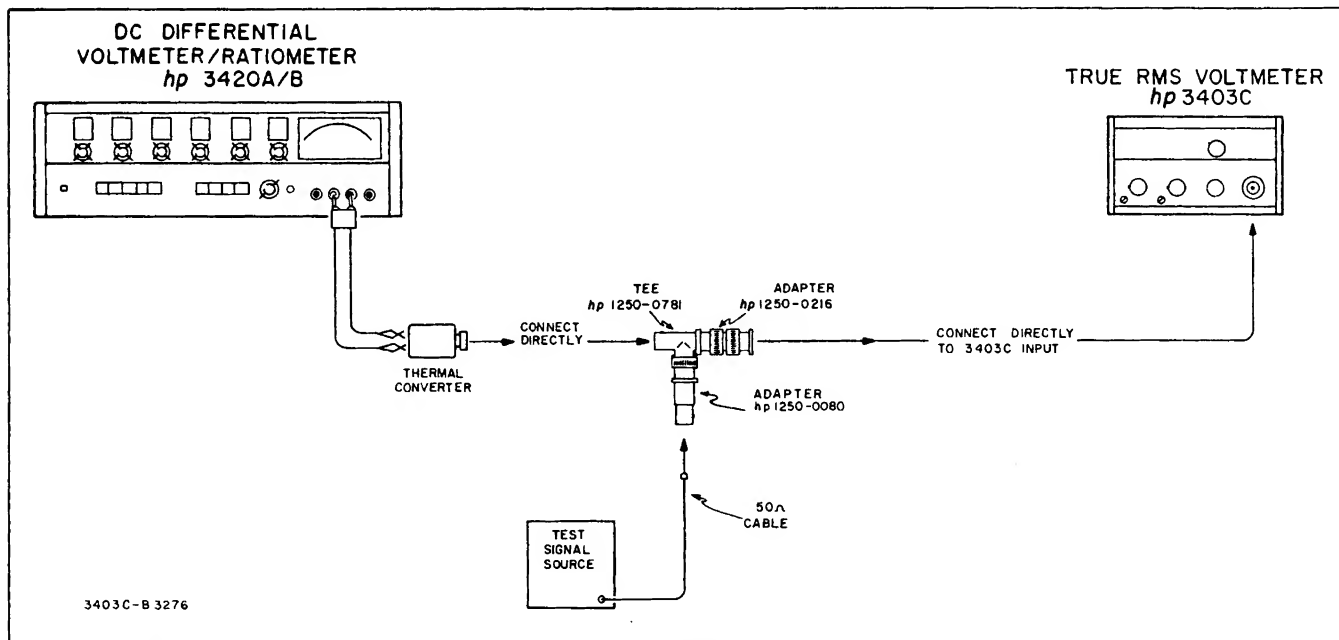 DC DIFFERENTIAL
VOLTMETER/RATIOMETER
hp 3420A/B
TRUE RMS VOLTMETER
hp 3403C
TEE
hp 1250-0781
ADAPTER
hp 1250-0216
CONNECT
DIRECTLY
CONNECT DIRECTLY
TO 3403C INPUT
THERMAL
CONVERTER
ADAPTER
hp 1250-0080
50Ω
CABLE
TEST
SIGNAL
SOURCE
3403C-B 3276